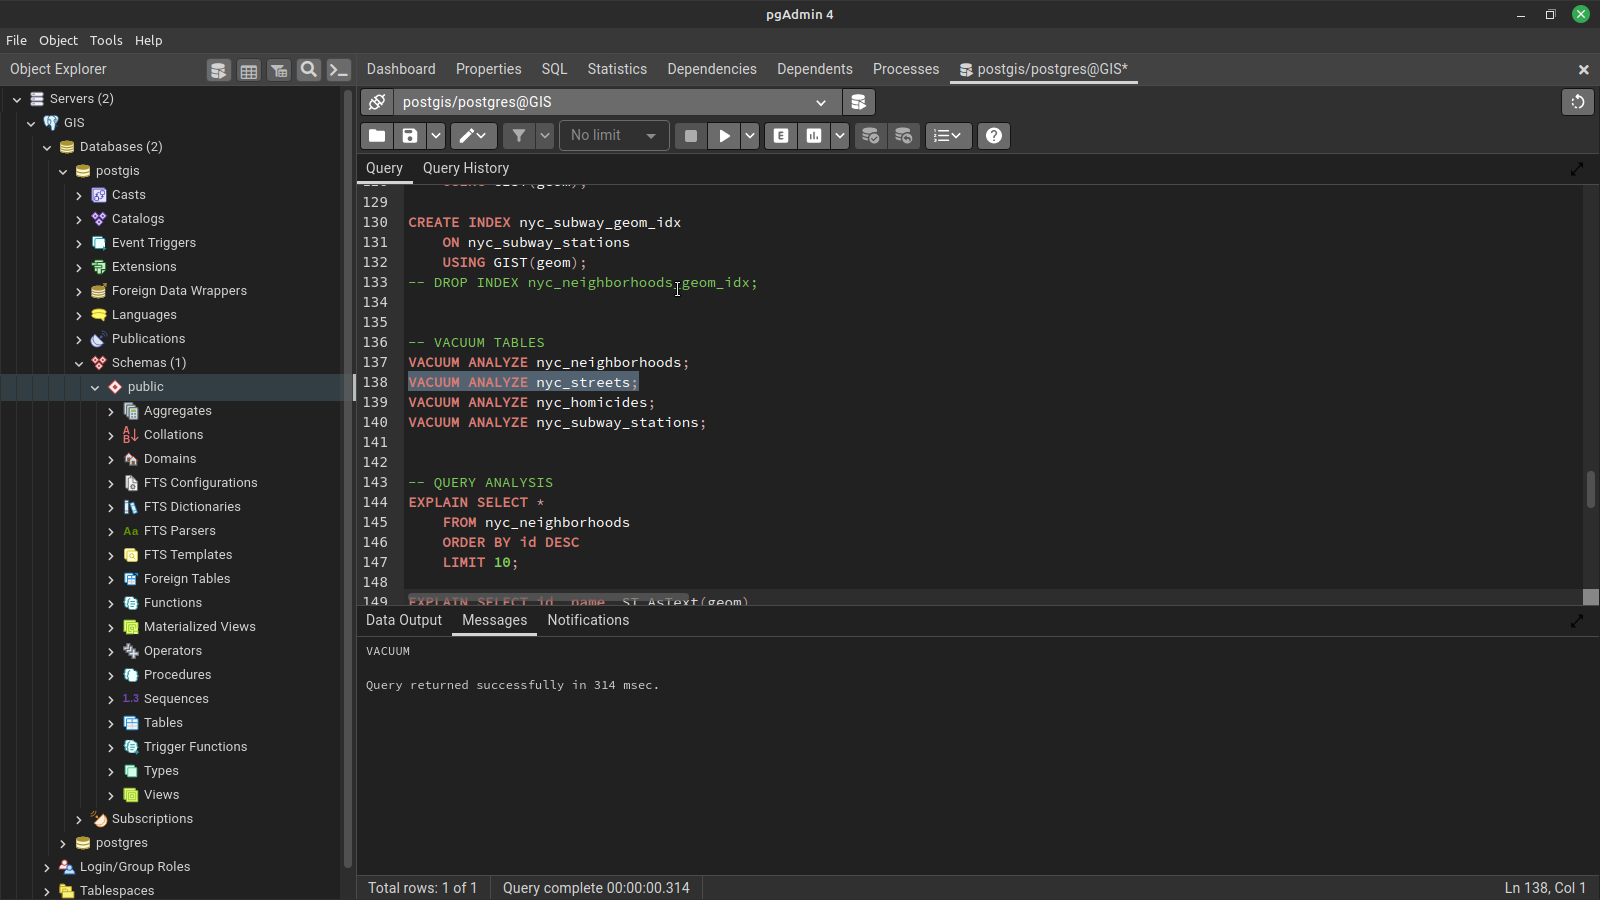 pgAdmin 4
File Object Tools Help
Object Explorer
Dashboard Properties SQL Statistics Dependencies Dependents Processes postgis/postgres@GIS*
Servers (2)
GIS
Databases (2)
postgis
Casts
Catalogs
Event Triggers
Extensions
Foreign Data Wrappers
Languages
Publications
Schemas (1)
public
Aggregates
Collations
Domains
FTS Configurations
FTS Dictionaries
Aa FTS Parsers
FTS Templates
Foreign Tables
Functions
Materialized Views
Operators
Procedures
1.3 Sequences
Tables
Trigger Functions
Types
Views
Subscriptions
postgres
Login/Group Roles
Tablespaces
postgis/postgres@GIS
No limit
E
Query Query History
128 USING GIST(geom);
129
130 CREATE INDEX nyc_subway_geom_idx
131 ON nyc_subway_stations
132 USING GIST(geom);
133 -- DROP INDEX nyc_neighborhoods_geom_idx;
134
135
136 -- VACUUM TABLES
137 VACUUM ANALYZE nyc_neighborhoods;
138 VACUUM ANALYZE nyc_streets;
139 VACUUM ANALYZE nyc_homicides;
140 VACUUM ANALYZE nyc_subway_stations;
141
142
143 -- QUERY ANALYSIS
144 EXPLAIN SELECT *
145 FROM nyc_neighborhoods
146 ORDER BY id DESC
147 LIMIT 10;
148
149 EXPLAIN SELECT id, name, ST_AsText(geom)
Data Output Messages Notifications
VACUUM
Query returned successfully in 314 msec.
Total rows: 1 of 1 Query complete 00:00:00.314 Ln 138, Col 1